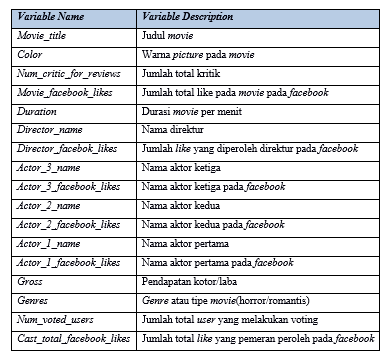 Variable Name Variable Description
Movie_title Judul movie
Color Warna picture pada movie
Num_critic_for_reviews Jumlah total kritik
Movie_facebook_likes Jumlah total like pada movie pada facebook
Duration Durasi movie per menit
Director_name Nama direktur
Director_facebok_likes Jumlah like yang diperoleh direktur pada facebook
Actor_3_name Nama aktor ketiga
Actor_3_facebook_likes Nama aktor ketiga pada facebook
Actor_2_name Nama aktor kedua
Actor_2_facebook_likes Nama aktor kedua pada facebook
Actor_1_name Nama aktor pertama
Actor_1_facebook_likes Nama aktor pertama pada facebook
Gross Pendapatan kotor/laba
Genres Genre atau tipe movie(horror/romantis)
Num_voted_users Jumlah total user yang melakukan voting
Cast_total_facebook_likes Jumlah total like yang pemeran peroleh pada facebook